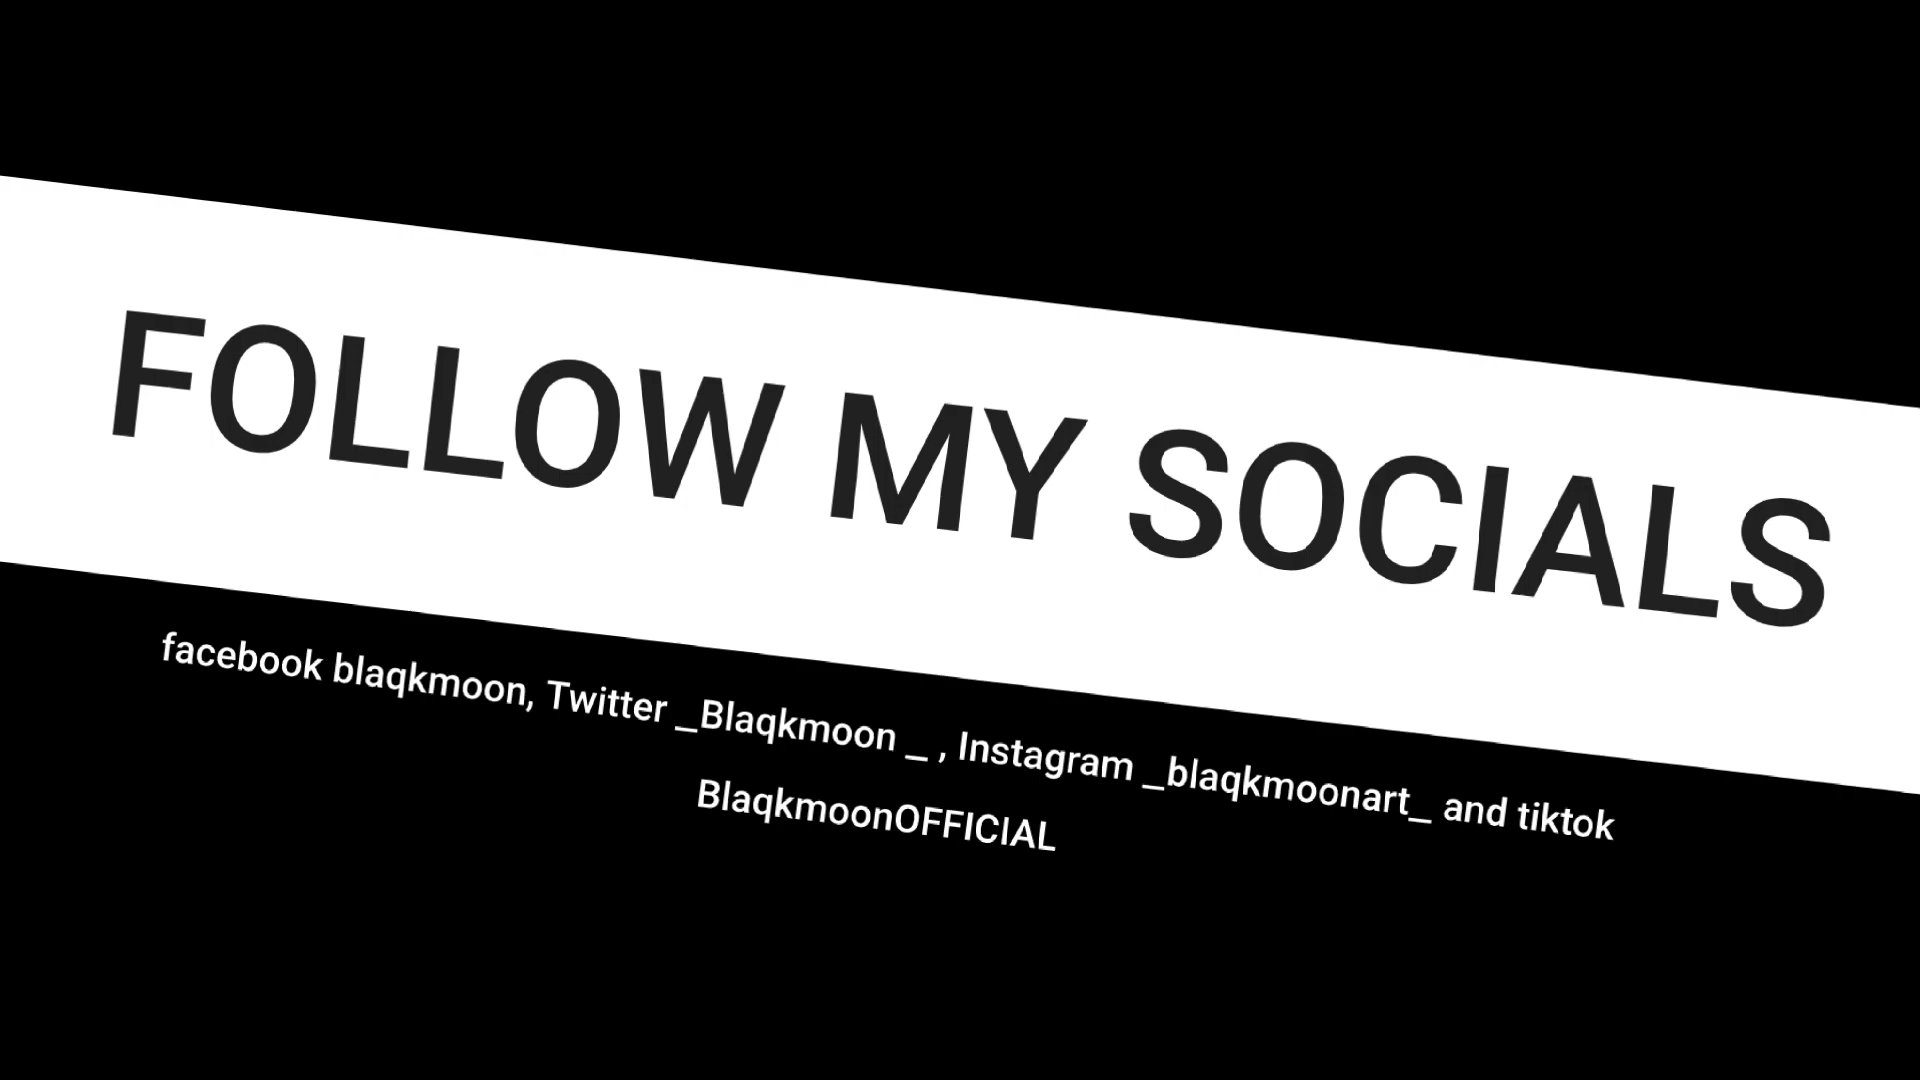 FOLLOW MY SOCIALS
facebook blaqkmoon, Twitter _Blaqkmoon _ , Instagram _blaqkmoonart_ and tiktok
BlaqkmoonOFFICIAL